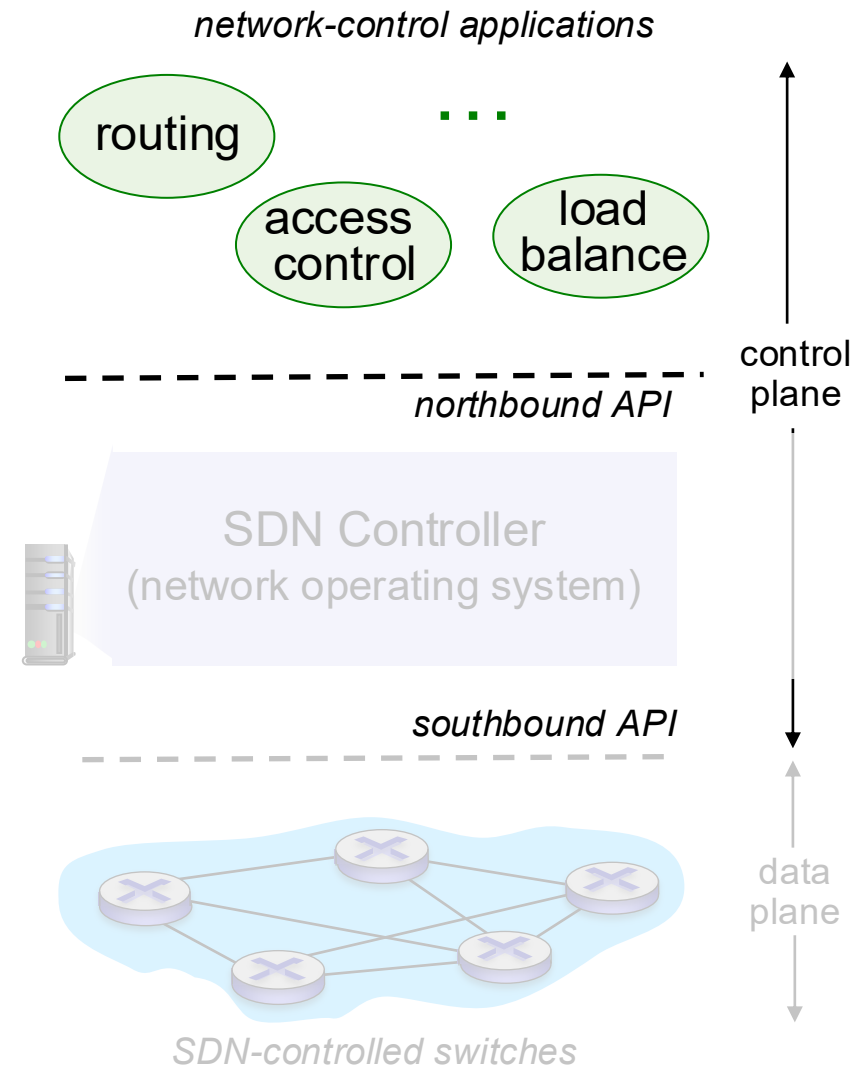 network-control applications
routing
...
access
control
load
balance
control
plane
northbound API
SDN Controller
(network operating system)
southbound API
data
plane
SDN-controlled switches